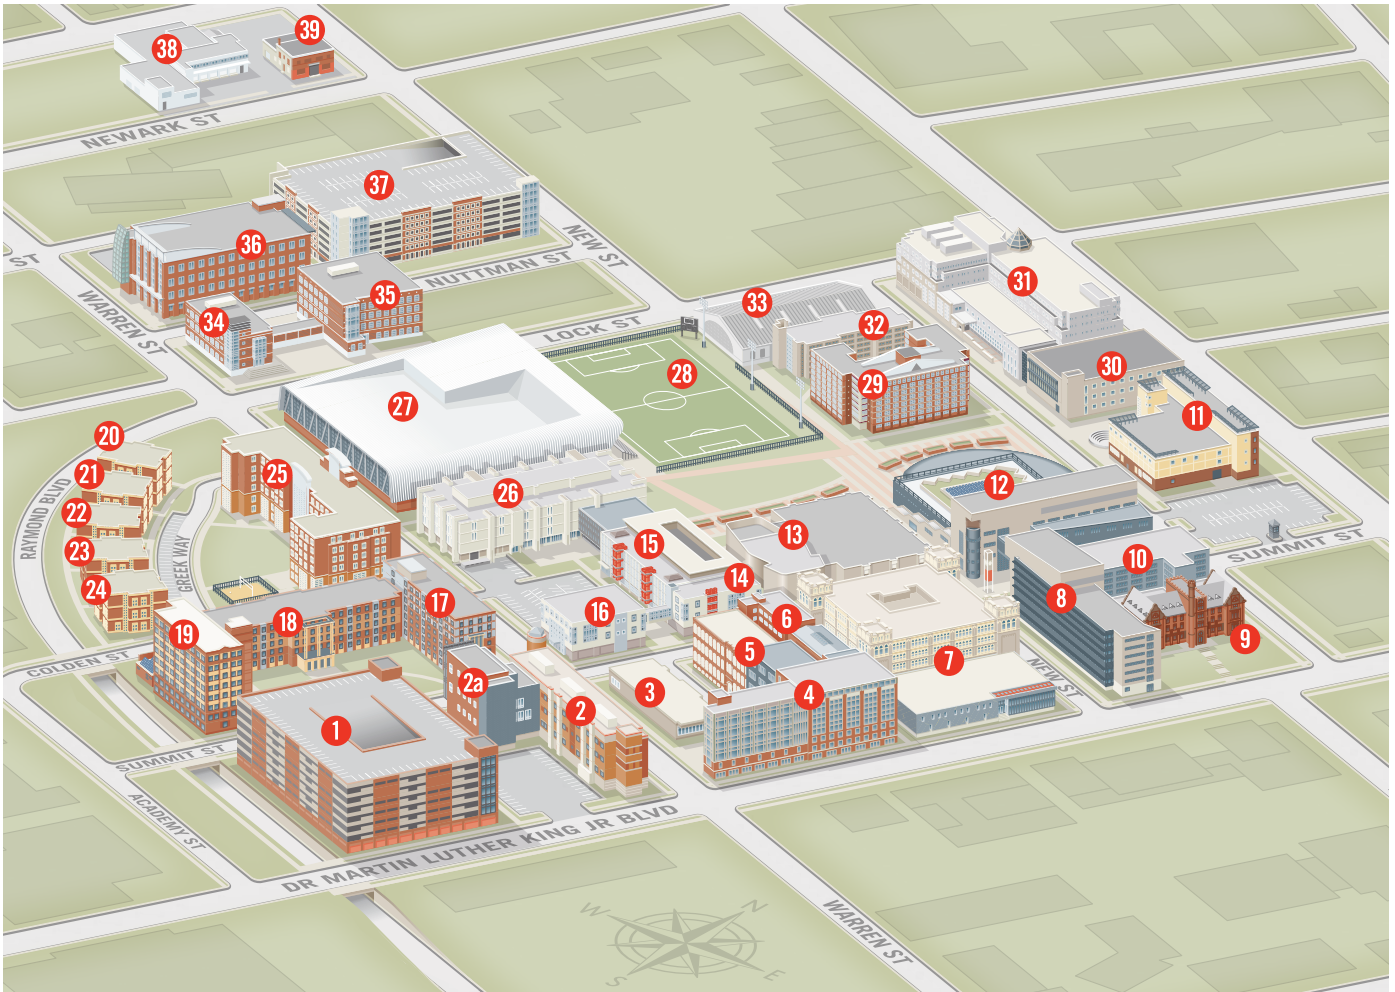 39
38
NEWARK ST
37
NEW ST
36
ST
NUTTMAN ST
31
35
WARREN ST
33
34
LOCK ST
32
30
28
29
27
11
20
21
25
12
26
RAYMOND BLVD
22
13
15
SUMMIT ST
23
GREEK WAY
10
14
24
8
17
16
6
18
19
9
5
7
COLDEN ST
NEW ST
2a
3
4
2
1
SUMMIT ST
ACADEMY ST
DR MARTIN LUTHER KING JR BLVD
W
N
WARREN ST
S
E